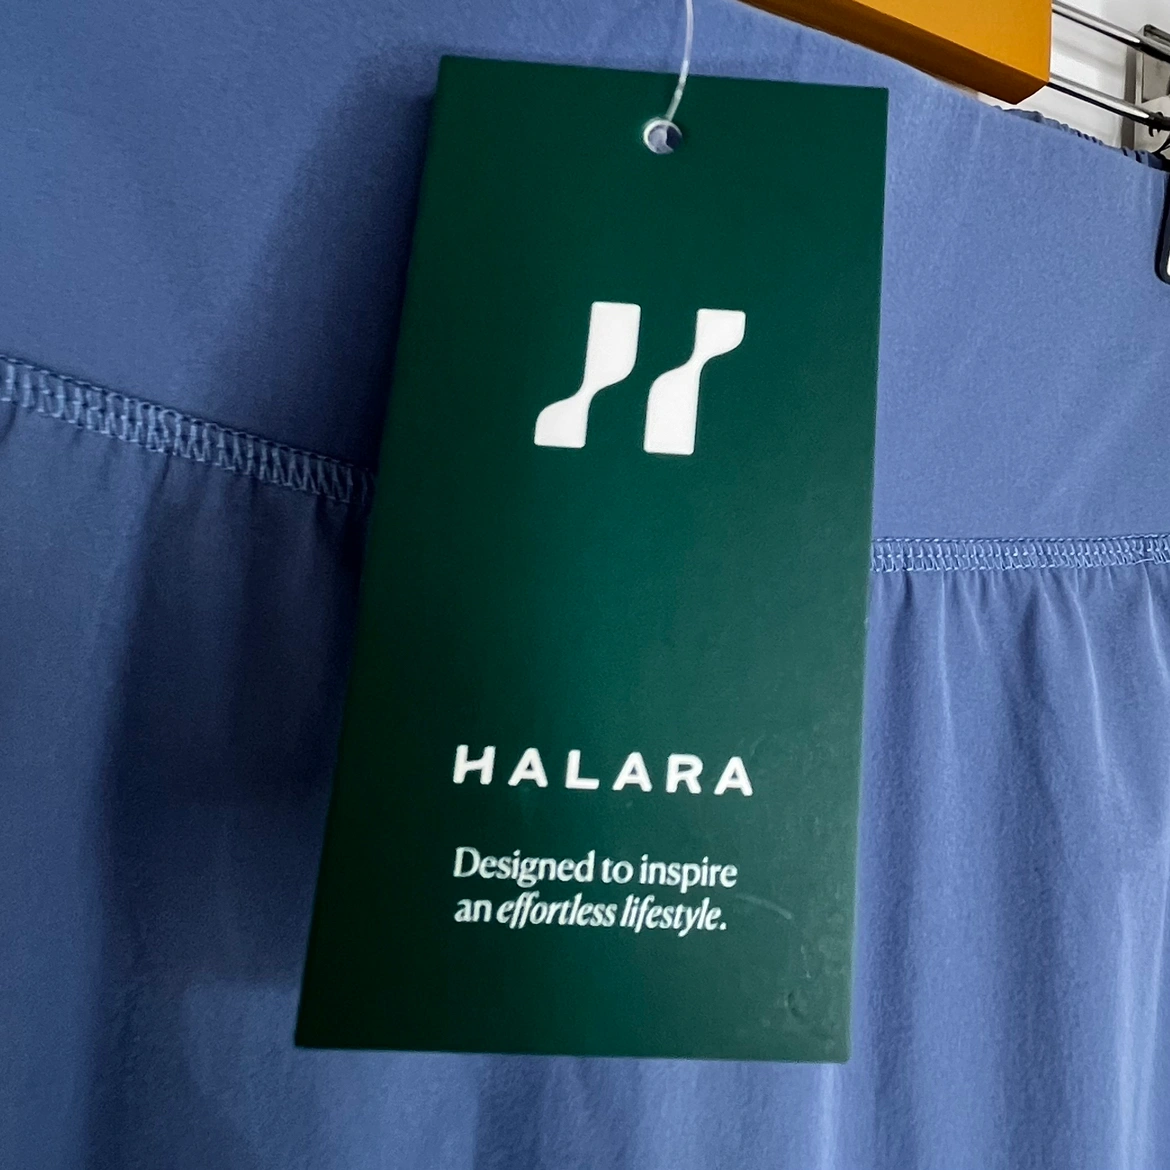 HALARA
Designed to inspire
an effortless lifestyle.